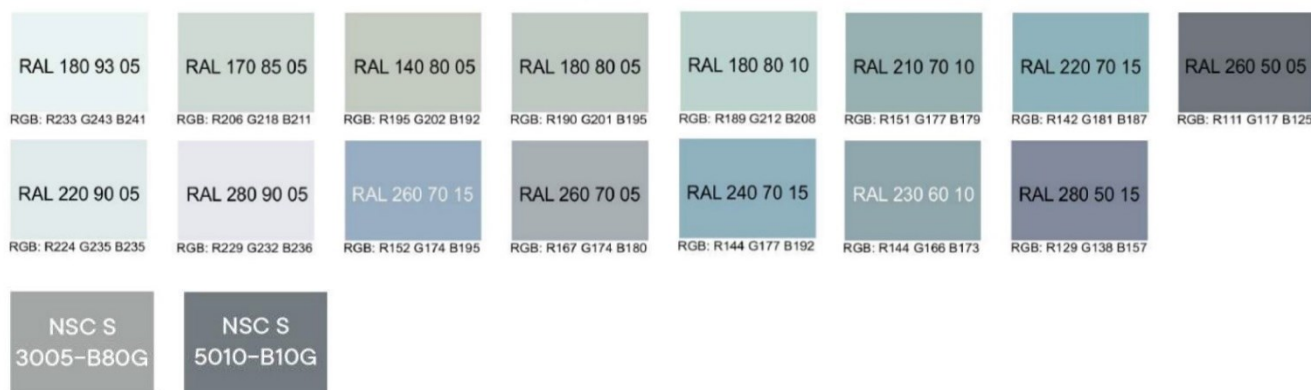 RAL 180 93 05
RAL 170 85 05
RAL 140 80 05
RAL 180 80 05
RAL 180 80 10
RAL 210 70 10
RAL 220 70 15
RAL 260 50 05
RGB: R233 G243 B241
RGB: R206 G218 B211
RGB: R195 G202 B192
RGB: R190 G201 B195
RGB: R189 G212 B208
RGB: R151 G177 B179
RGB: R142 G181 B187
RGB: R111 G117 B125
RAL 220 90 05
RAL 280 90 05
RAL 260 70 15
RAL 260 70 05
RAL 240 70 15
RAL 230 60 10
RAL 280 50 15
RGB: R224 G235 B235
RGB: R229 G232 B236
RGB: R152 G174 B195
RGB: R167 G174 B180
RGB: R144 G177 B192
RGB: R144 G166 B173
RGB: R129 G138 B157
NSC S
3005-B80G
NSC S
5010-B10G